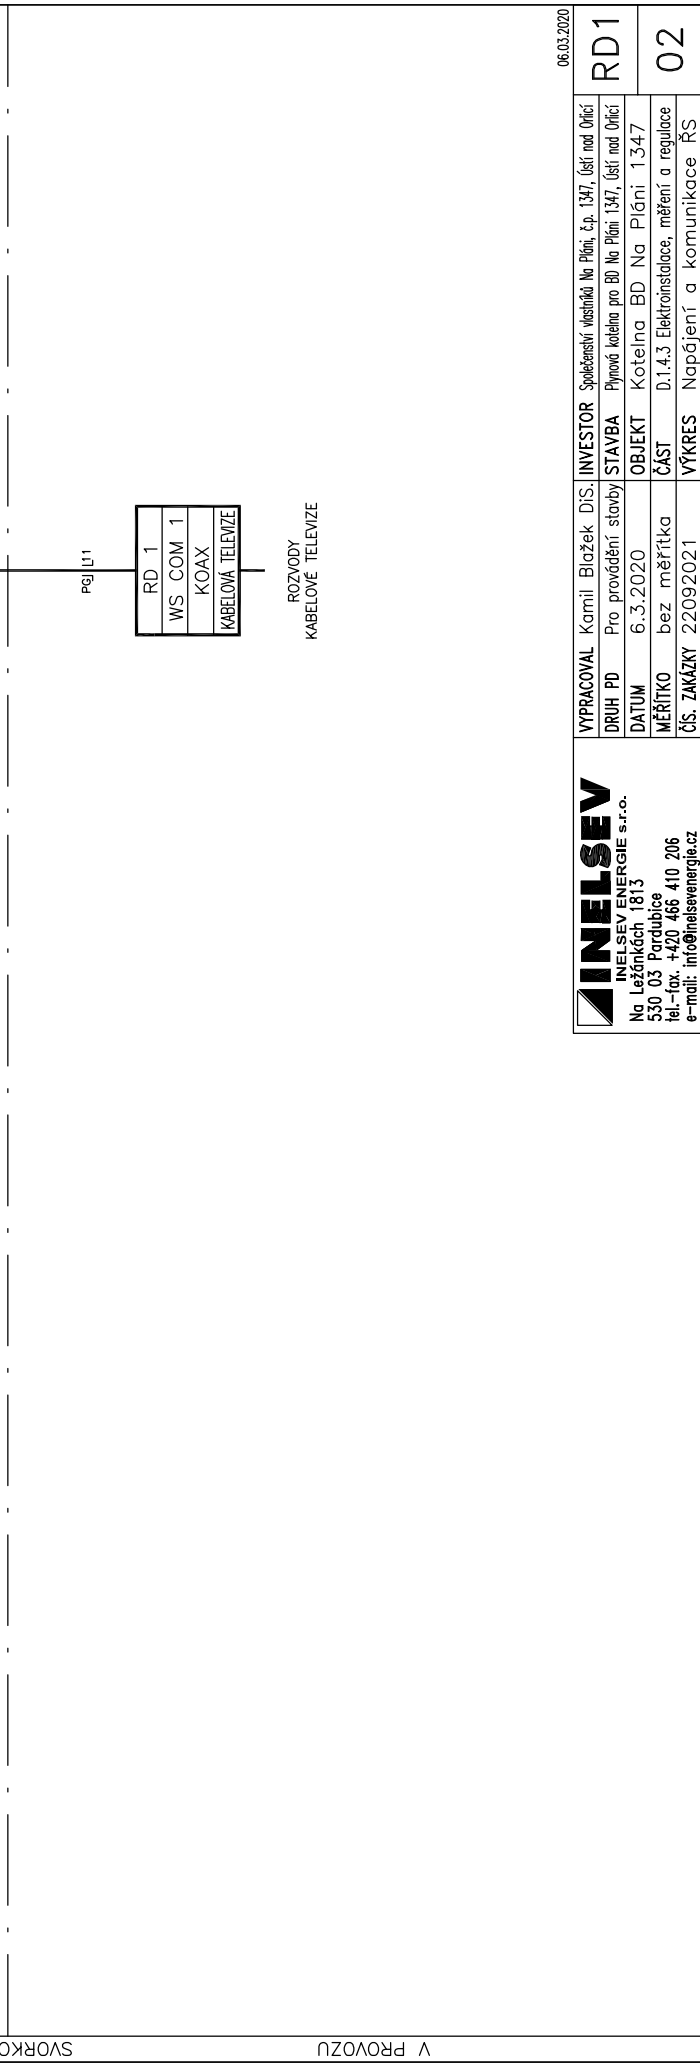 SVORKO
V PROVOZU
PGJ L11
RD 1
WS COM 1
KOAX
KABELOVÁ TELEVIZE
ROZVODY
KABELOVÉ TELEVIZE
06.03.2020
INELSEV
INELSEV ENERGIE s.r.o.
Na Ležánkách 1813
530 03 Pardubice
tel.-fax. +420 466 410 206
e-mail: info@inelsevenergie.cz
VYPRACOVAL Kamil Blažek DiS.
DRUH PD Pro provádění stavby
DATUM 6.3.2020
MĚŘÍTKO bez měřítka
ČÍS. ZAKÁZKY 22092021
INVESTOR Společenství vlastníků Na Pláni, č.p. 1347, Ústí nad Orlicí
STAVBA Plynová kotelna pro BD Na Pláni 1347, Ústí nad Orlicí
OBJEKT Kotelna BD Na Pláni 1347
ČÁST D.1.4.3 Elektroinstalace, měření a regulace
VÝKRES Napájení a komunikace ŘS
RD1
02